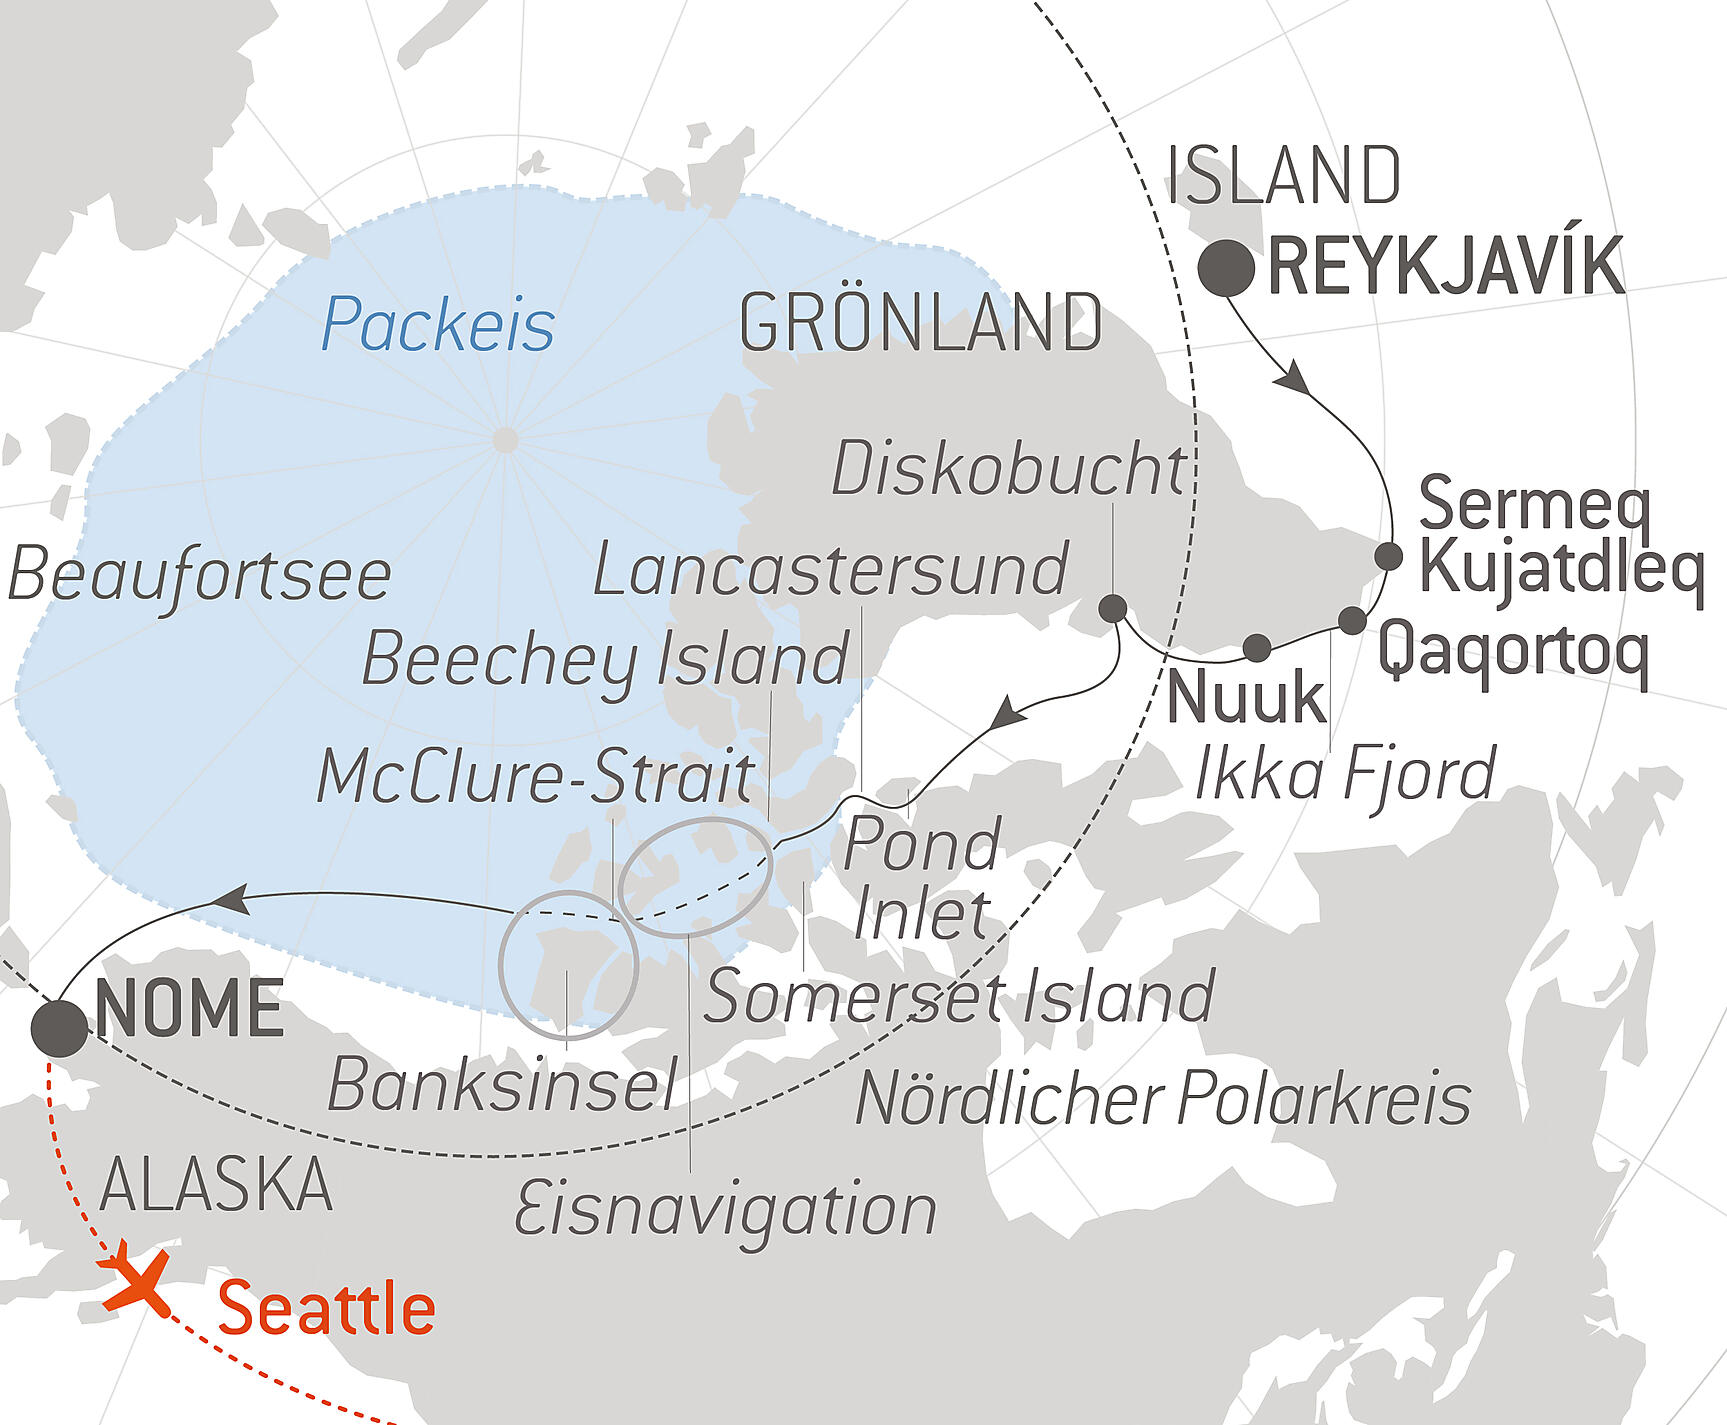 ISLAND
REYKJAVÍK
Packeis
GRÖNLAND
Diskobucht
Sermeq
Kujatdleq
Beaufortsee
Lancastersund
Beechey Island
Qaqortoq
Nuuk
McClure-Strait
Ikka Fjord
Pond
Inlet
NOME
Somerset Island
Banksinsel
Nördlicher Polarkreis
ALASKA
Eisnavigation
Seattle